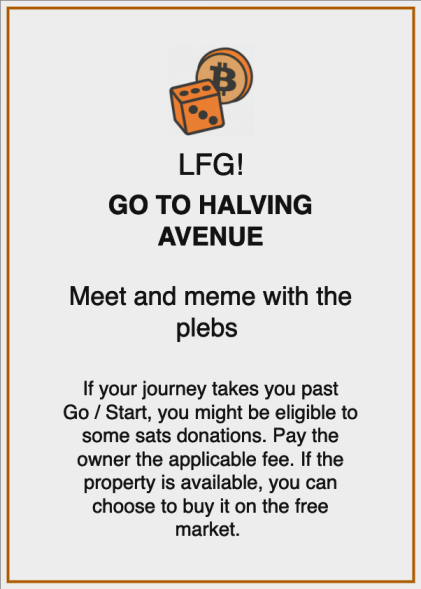 LFG!
GO TO HALVING
AVENUE
Meet and meme with the
plebs
If your journey takes you past
Go / Start, you might be eligible to
some sats donations. Pay the
owner the applicable fee. If the
property is available, you can
choose to buy it on the free
market.